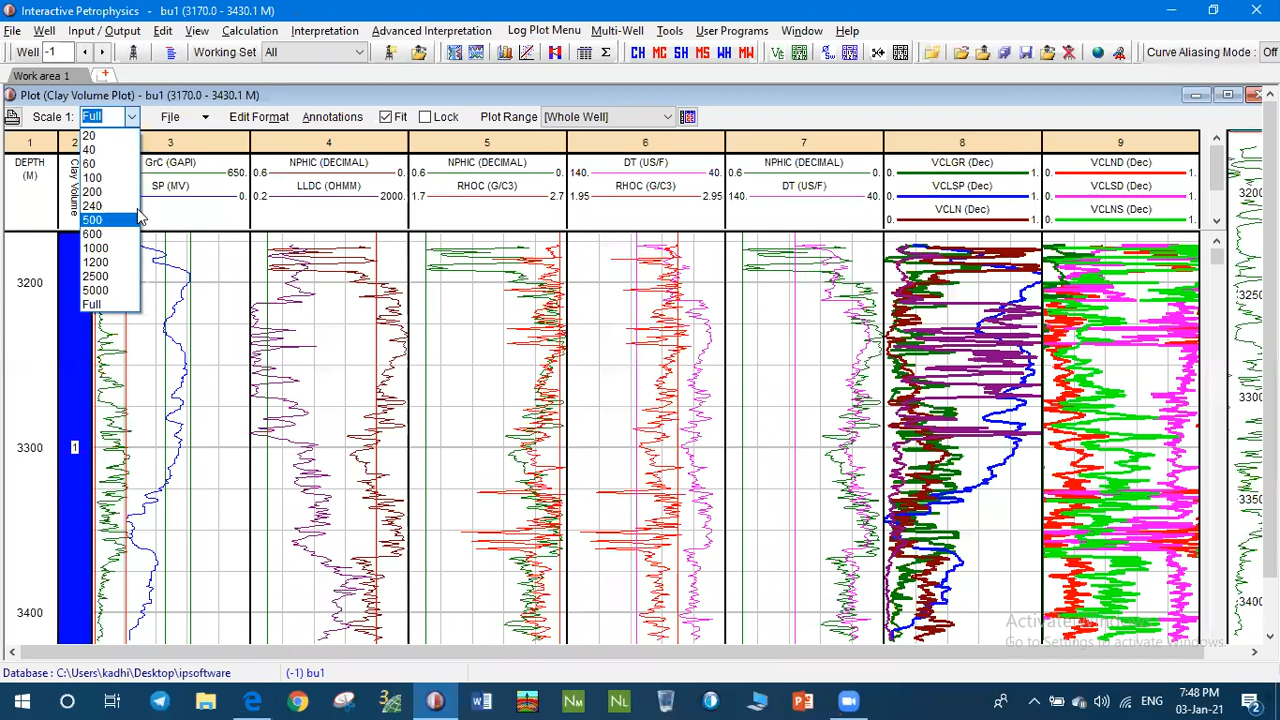 Interactive Petrophysics - bu1 (3170.0 - 3430.1 M)
File Well Input / Output Edit View Calculation Interpretation Advanced Interpretation Log Plot Menu Multi-Well Tools User Programs Window Help
Well -1 Working Set All CH MC SH MS WH MW Curve Aliasing Mode : Off
Work area 1
Plot (Clay Volume Plot) - bu1 (3170.0 - 3430.1 M)
Scale 1: Full File Edit Format Annotations Fit Lock Plot Range [Whole Well]
20
40
60
100
200
240
500
600
1000
1200
2500
5000
Full
1 2 3 4 5 6 7 8 9
DEPTH
(M)
Clay Volume
GrC (GAPI)
650.
SP (MV)
0.
NPHIC (DECIMAL)
0.6 0.
LLDC (OHMM)
0.2 2000.
NPHIC (DECIMAL)
0.6 0.
RHOC (G/C3)
1.7 2.7
DT (US/F)
140. 40.
RHOC (G/C3)
1.95 2.95
NPHIC (DECIMAL)
0.6 0.
DT (US/F)
140. 40.
VCLGR (Dec)
0. 1.
VCLSP (Dec)
0. 1.
VCLN (Dec)
0. 1.
VCLND (Dec)
0. 1.
VCLSD (Dec)
0. 1.
VCLNS (Dec)
0. 1.
3200
3300
3400
1
Activate Windows
Go to Settings to activate Windows.
Database : C:\Users\kadhi\Desktop\ipsoftware (-1) bu1
ENG
7:48 PM
03-Jan-21
2